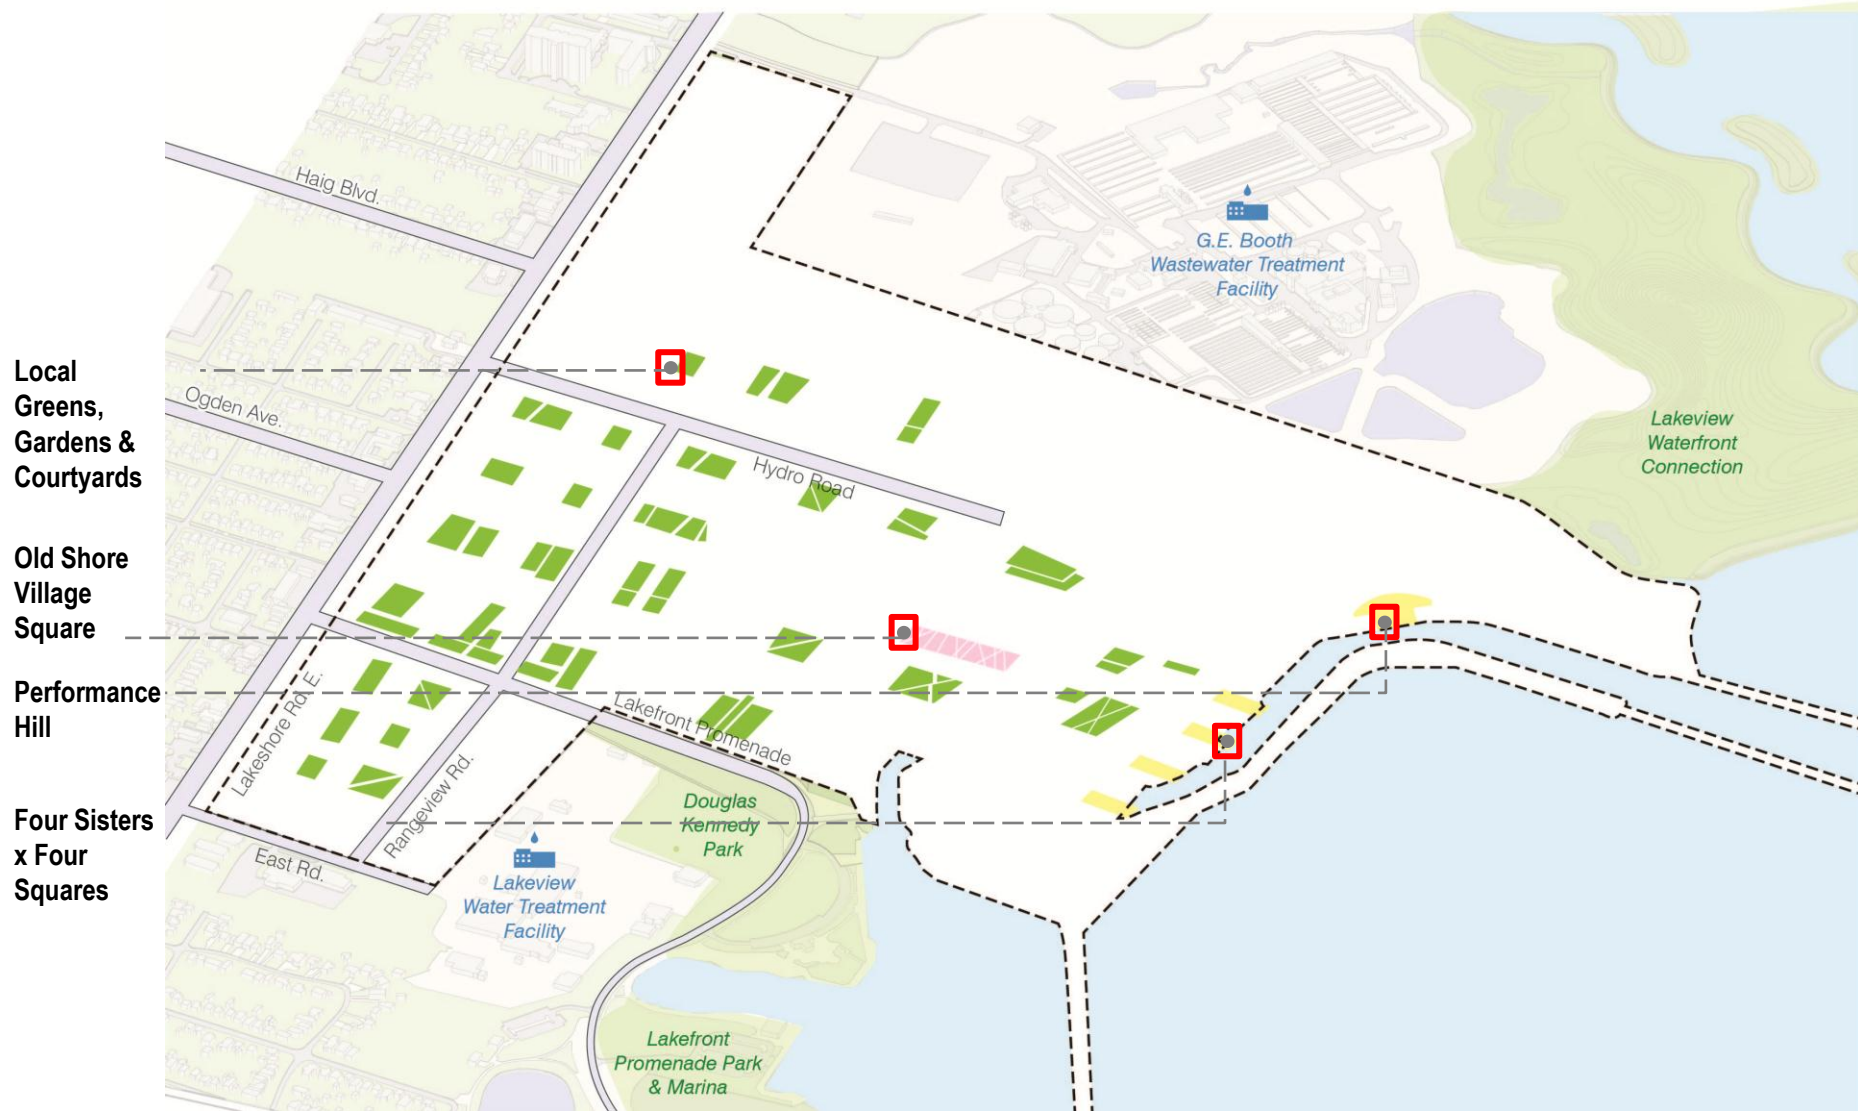 Haig Blvd.
G.E. Booth
Wastewater Treatment
Facility
Local
Greens,
Gardens &
Courtyards
Ogden Ave.
Lakeview
Waterfront
Connection
Hydro Road
Old Shore
Village
Square
Performance
Hill
Lakeshore Rd. E.
Lakefront Promenade
Rangeview Rd.
Douglas
Kennedy
Park
Four Sisters
x Four
Squares
East Rd.
Lakeview
Water Treatment
Facility
Lakefront
Promenade Park
& Marina